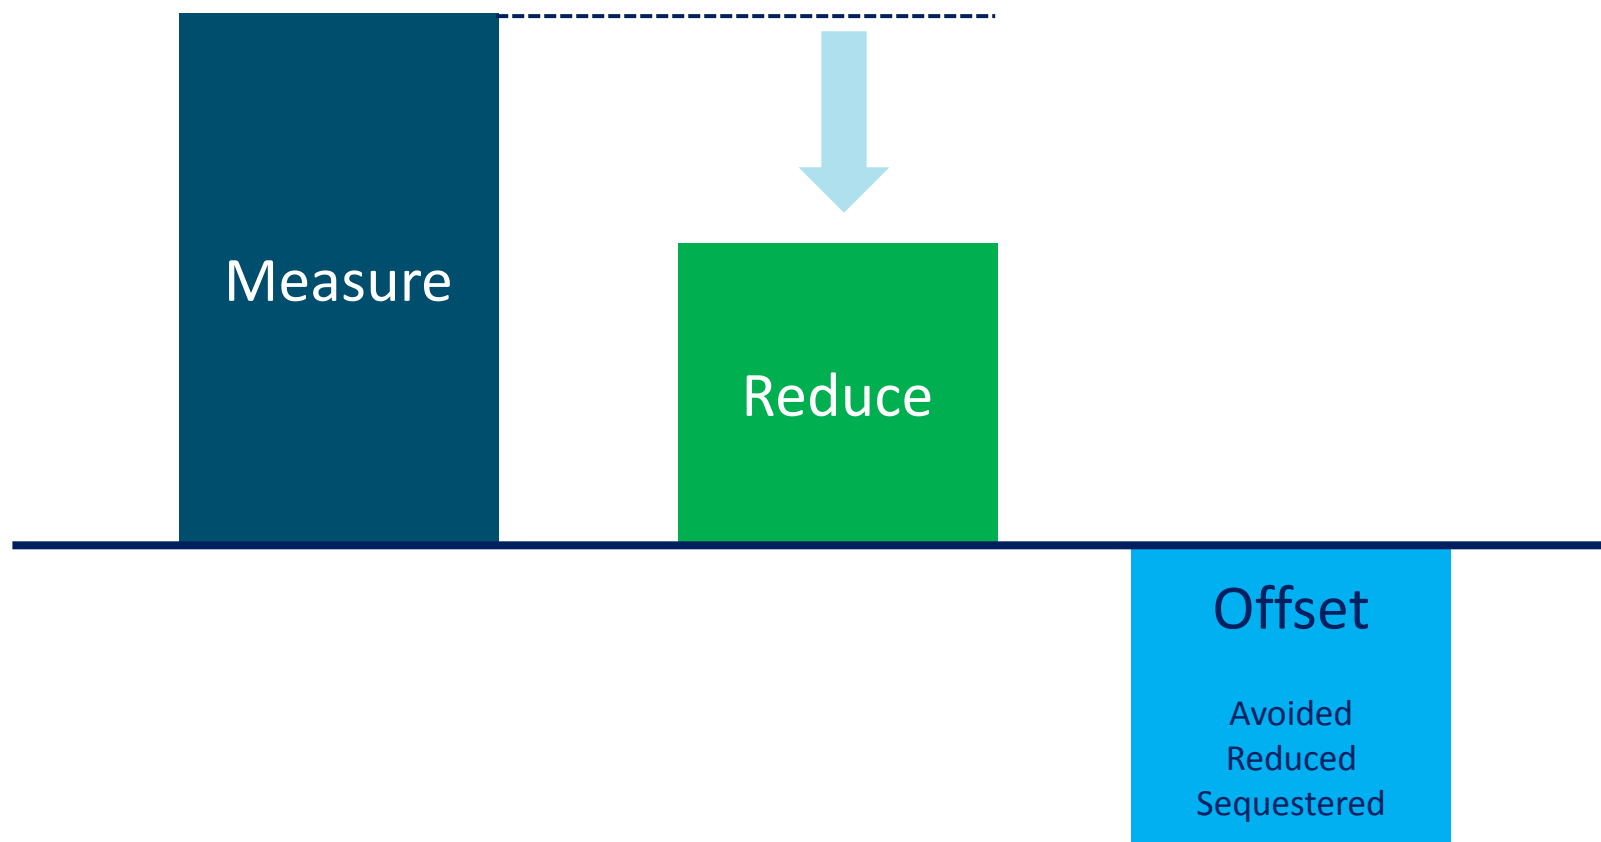 Measure
Reduce
Offset
Avoided
Reduced
Sequestered